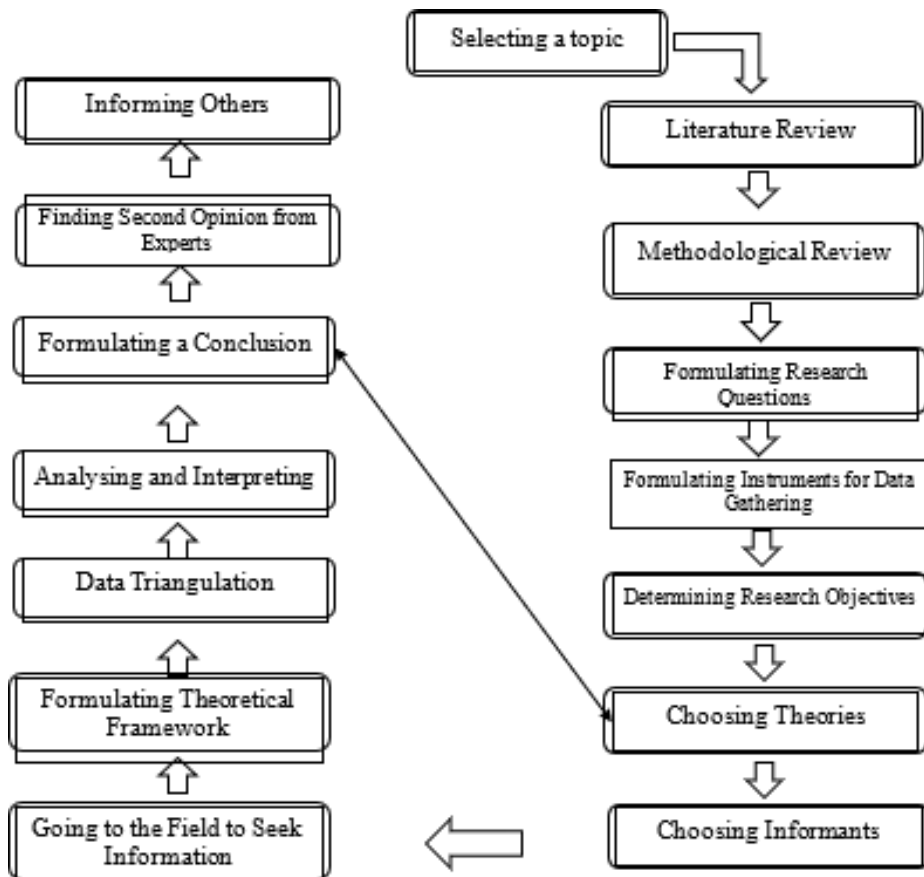 Selecting a topic
Literature Review
Methodological Review
Formulating Research
Questions
Formulating Instruments for Data
Gathering
Determining Research Objectives
Choosing Theories
Choosing Informants
Going to the Field to Seek
Information
Formulating Theoretical
Framework
Data Triangulation
Analysing and Interpreting
Formulating a Conclusion
Finding Second Opinion from
Experts
Informing Others